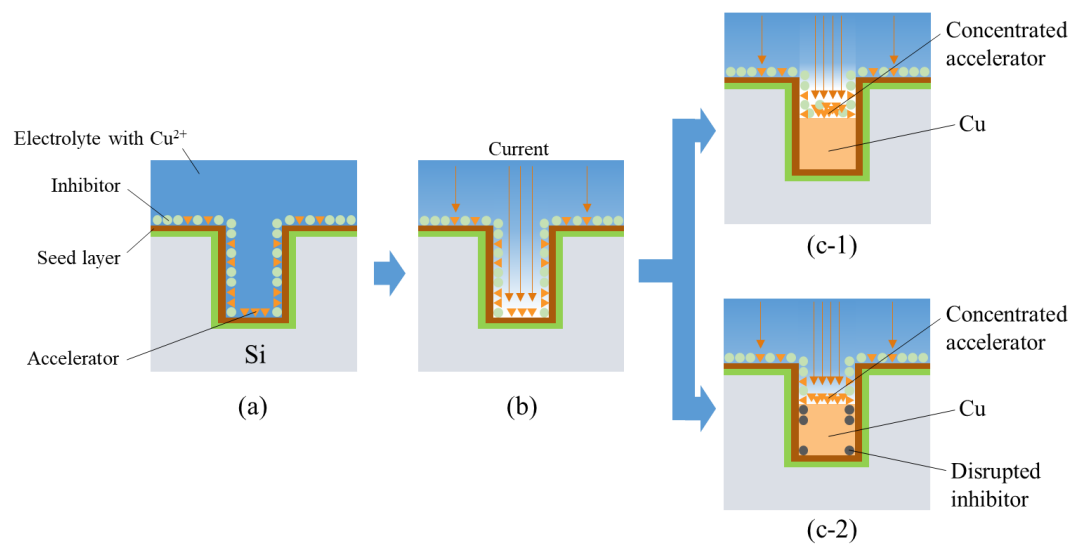 Electrolyte with Cu²⁺
Inhibitor
Seed layer
Accelerator
Si
(a)
Current
(b)
Concentrated
accelerator
Cu
(c-1)
Concentrated
accelerator
Cu
Disrupted
inhibitor
(c-2)